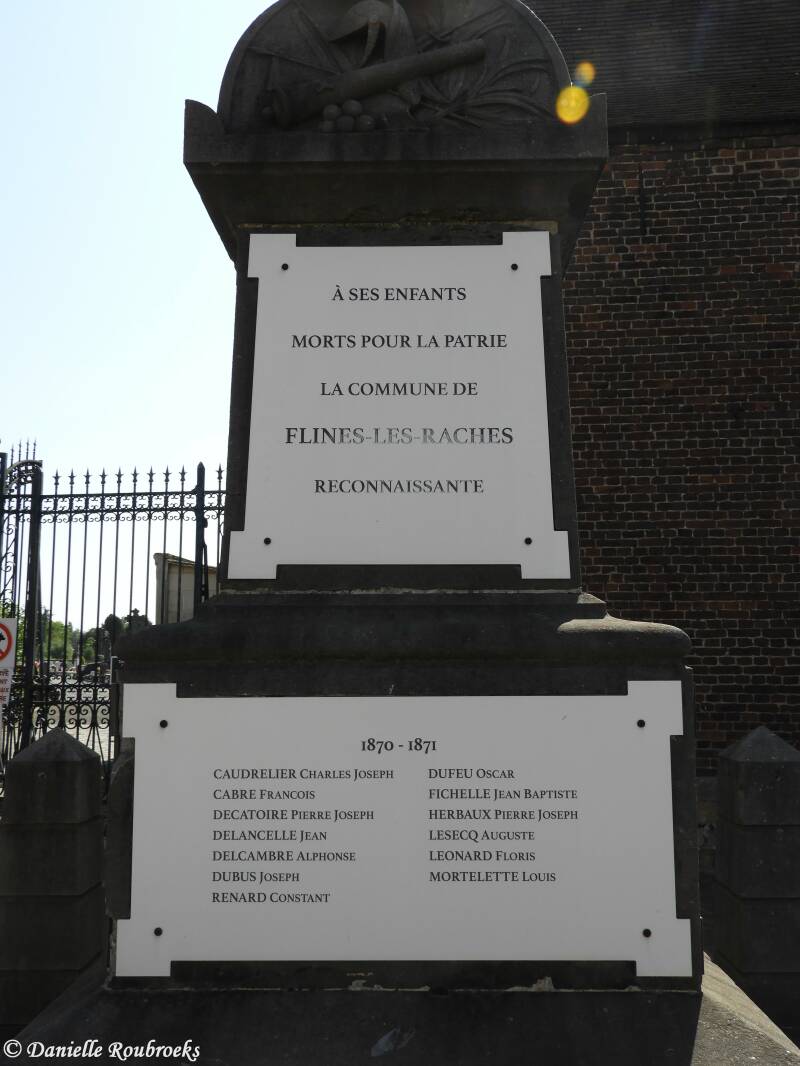 À SES ENFANTS
MORTS POUR LA PATRIE
LA COMMUNE DE
FLINES-LES-RACHES
RECONNAISSANTE
1870 - 1871
CAUDRELIER CHARLES JOSEPH
CABRE FRANCOIS
DECATOIRE PIERRE JOSEPH
DELANCELLE JEAN
DELCAMBRE ALPHONSE
DUBUS JOSEPH
RENARD CONSTANT
DUFEU OSCAR
FICHELLE JEAN BAPTISTE
HERBAUX PIERRE JOSEPH
LESECQ AUGUSTE
LEONARD FLORIS
MORTELETTE LOUIS
© Danielle Roubroeks